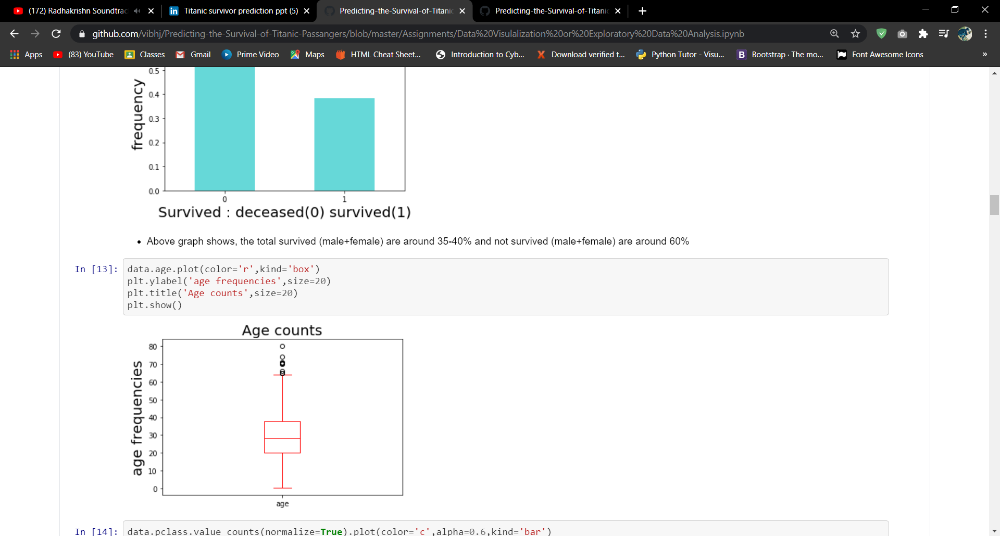 (172) Radhakrishn Soundtrac
Titanic survivor prediction ppt (5)
Predicting-the-Survival-of-Titanic
Predicting-the-Survival-of-Titanic
github.com/vibhj/Predicting-the-Survival-of-Titanic-Passangers/blob/master/Assignments/Data%20Visulalization%20or%20Exploratory%20Data%20Analysis.ipynb
Apps
(83) YouTube
Classes
Gmail
Prime Video
Maps
HTML Cheat Sheet...
Introduction to Cyb...
Download verified t...
Python Tutor - Visu...
Bootstrap · The mo...
Font Awesome Icons
»
0.5
0.4
0.3
0.2
0.1
0.0
frequency
0
1
Survived : deceased(0) survived(1)
• Above graph shows, the total survived (male+female) are around 35-40% and not survived (male+female) are around 60%
In [13]:
data.age.plot(color='r',kind='box')
plt.ylabel('age frequencies',size=20)
plt.title('Age counts',size=20)
plt.show()
Age counts
80
70
60
50
40
30
20
10
0
age frequencies
age
In [14]:
data.pclass.value_counts(normalize=True).plot(color='c',alpha=0.6,kind='bar')